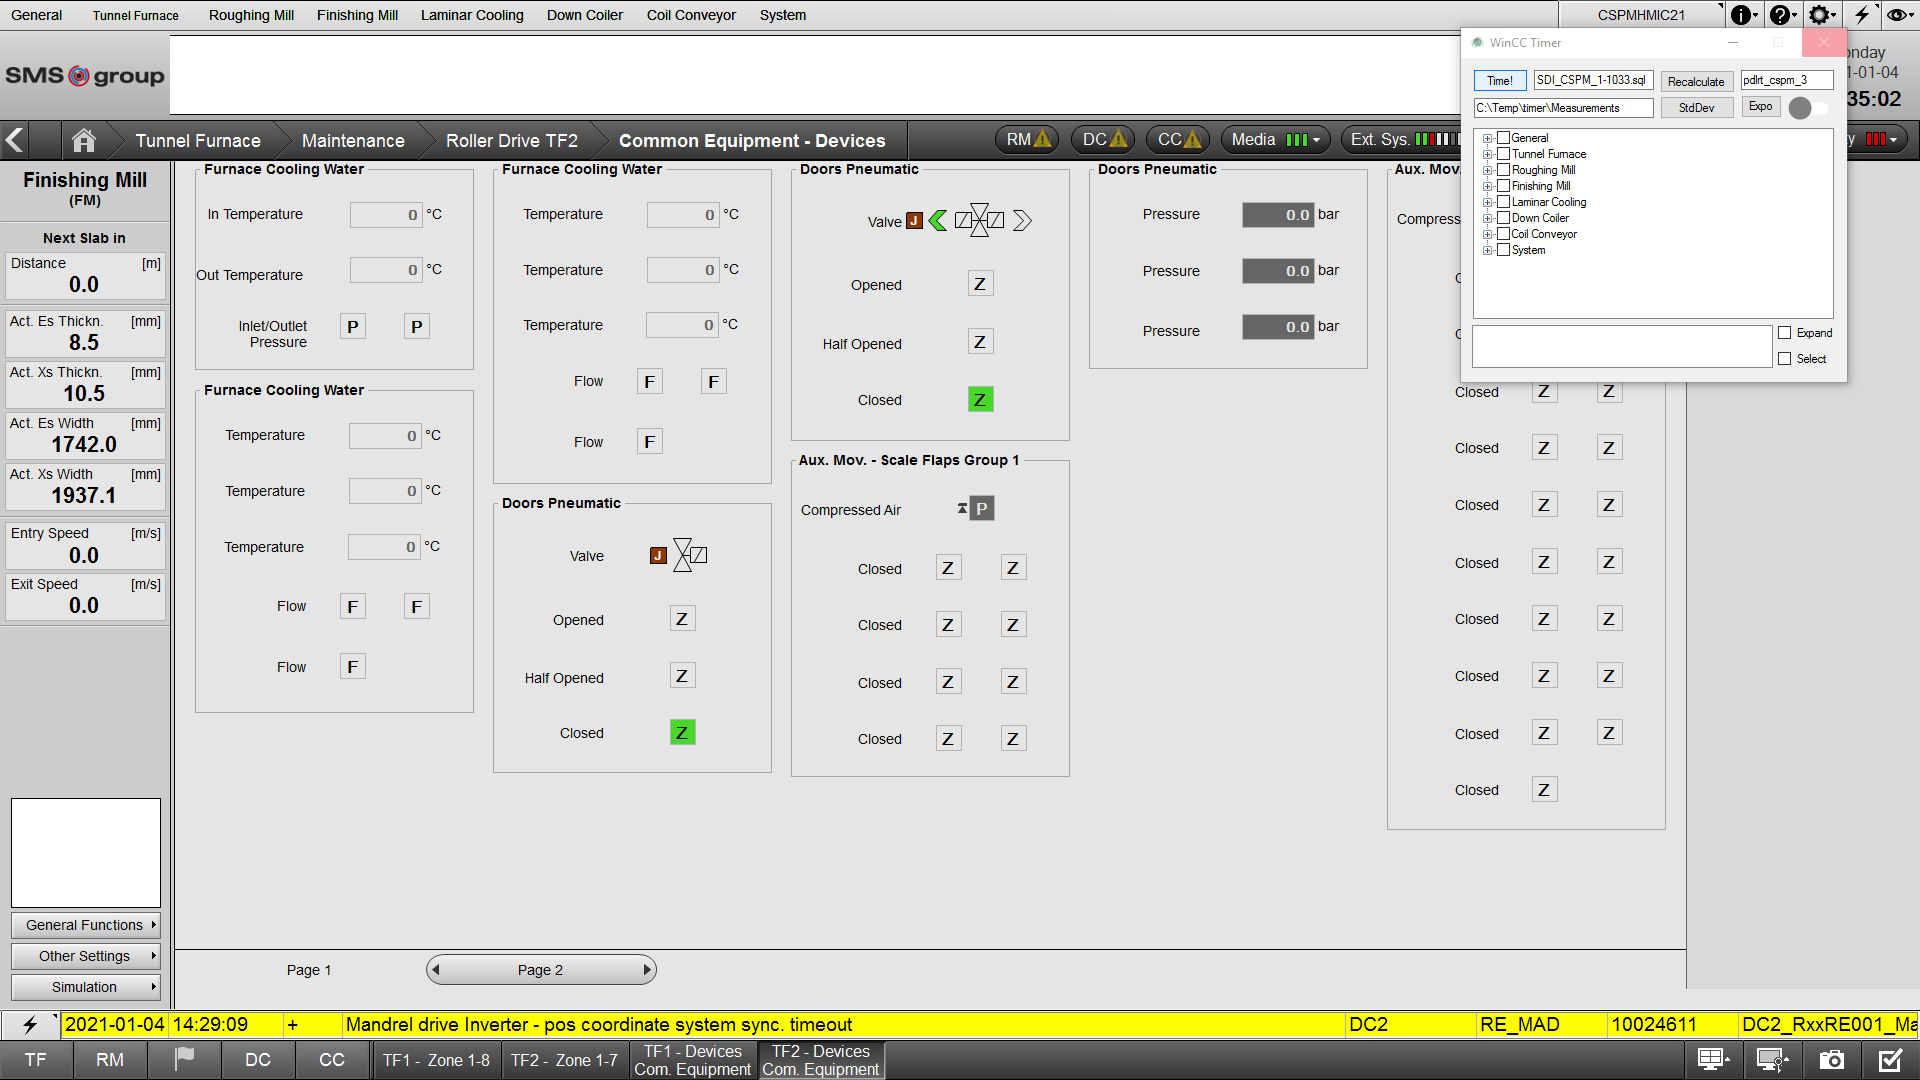 General
Tunnel Furnace
Roughing Mill
Finishing Mill
Laminar Cooling
Down Coiler
Coil Conveyor
System
CSPMHMIC21
SMS group
onday
1-01-04
35:02
WinCC Timer
Time!
SDI_CSPM_1-1033.sql
Recalculate
pdlrt_cspm_3
C:\Temp\timer\Measurements
StdDev
Expo
General
Tunnel Furnace
Roughing Mill
Finishing Mill
Laminar Cooling
Down Coiler
Coil Conveyor
System
Expand
Select
Tunnel Furnace
Maintenance
Roller Drive TF2
Common Equipment - Devices
RM
DC
CC
Media
Ext. Sys.
y
Finishing Mill
(FM)
Next Slab in
Distance [m]
0.0
Act. Es Thickn. [mm]
8.5
Act. Xs Thickn. [mm]
10.5
Act. Es Width [mm]
1742.0
Act. Xs Width [mm]
1937.1
Entry Speed [m/s]
0.0
Exit Speed [m/s]
0.0
General Functions
Other Settings
Simulation
Furnace Cooling Water
In Temperature 0 °C
Out Temperature 0 °C
Inlet/Outlet
Pressure P P
Furnace Cooling Water
Temperature 0 °C
Temperature 0 °C
Temperature 0 °C
Flow F F
Flow F
Furnace Cooling Water
Temperature 0 °C
Temperature 0 °C
Temperature 0 °C
Flow F F
Flow F
Doors Pneumatic
Valve J
Opened Z
Half Opened Z
Closed Z
Doors Pneumatic
Valve J
Opened Z
Half Opened Z
Closed Z
Aux. Mov. - Scale Flaps Group 1
Compressed Air P
Closed Z Z
Closed Z Z
Closed Z Z
Closed Z Z
Doors Pneumatic
Pressure 0.0 bar
Pressure 0.0 bar
Pressure 0.0 bar
Aux. Mov.
Compress
C
C
Closed Z Z
Closed Z Z
Closed Z Z
Closed Z Z
Closed Z Z
Closed Z Z
Closed Z Z
Closed Z
Page 1
Page 2
2021-01-04 14:29:09 + Mandrel drive Inverter - pos coordinate system sync. timeout DC2 RE_MAD 10024611 DC2_RxxRE001_Ma
TF
RM
DC
CC
TF1 - Zone 1-8
TF2 - Zone 1-7
TF1 - Devices
Com. Equipment
TF2 - Devices
Com. Equipment